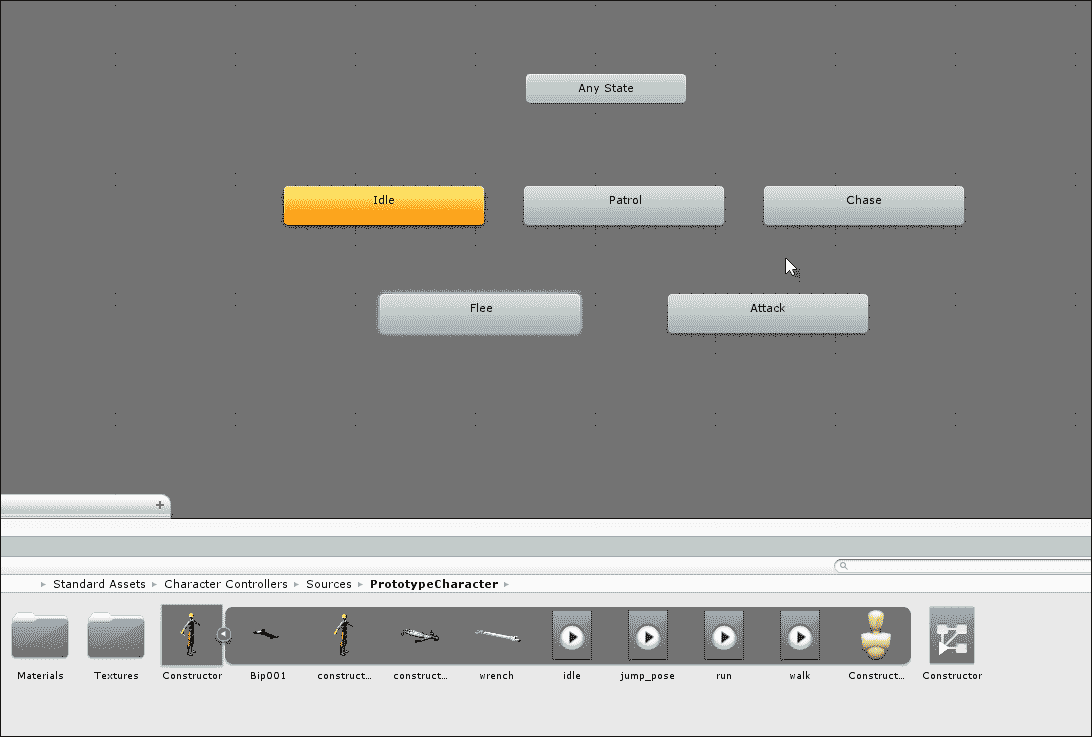 Any State
Idle
Patrol
Chase
Flee
Attack
+
Standard Assets Character Controllers Sources PrototypeCharacter
Materials
Textures
Constructor
Bip001
construct...
construct...
wrench
idle
jump_pose
run
walk
Construct...
Constructor